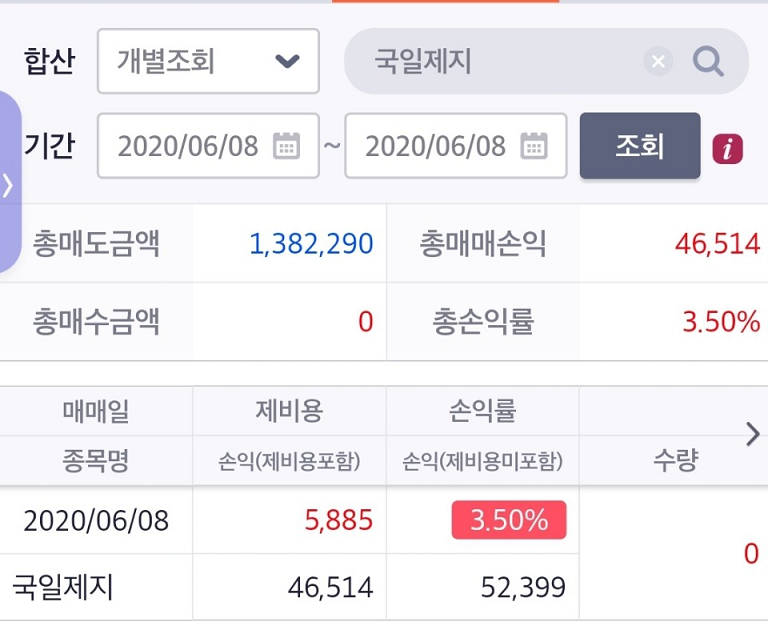 합산 개별조회 국일제지
기간 2020/06/08 ~ 2020/06/08 조회 i
총매도금액 1,382,290 총매매손익 46,514
총매수금액 0 총손익률 3.50%
매매일 제비용 손익률
종목명 손익(제비용포함) 손익(제비용미포함) 수량
2020/06/08 5,885 3.50%
0
국일제지 46,514 52,399